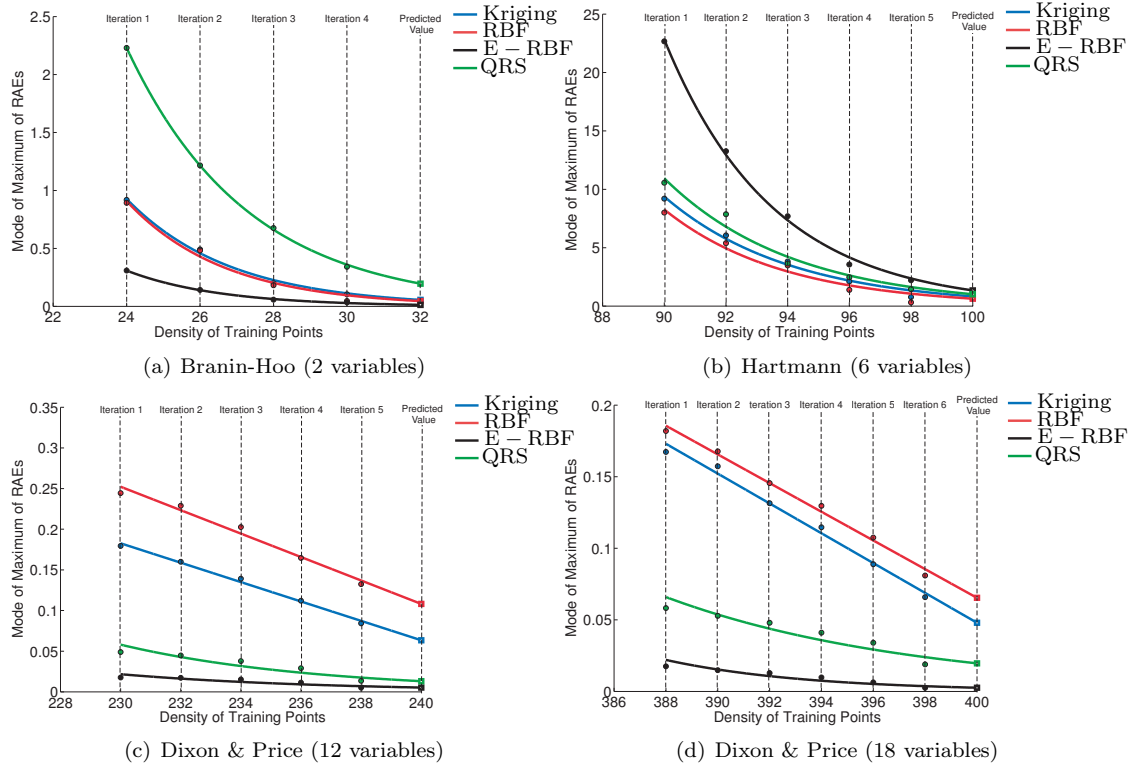 Iteration 1 Iteration 2 Iteration 3 Iteration 4 Predicted Value
Kriging
RBF
E – RBF
QRS
Mode of Maximum of RAEs
2.5
2
1.5
1
0.5
0
22 24 26 28 30 32
Density of Training Points
(a) Branin-Hoo (2 variables)
Iteration 1 Iteration 2 Iteration 3 Iteration 4 Iteration 5 Predicted Value
Kriging
RBF
E – RBF
QRS
Mode of Maximum of RAEs
25
20
15
10
5
0
88 90 92 94 96 98 100
Density of Training Points
(b) Hartmann (6 variables)
Iteration 1 Iteration 2 Iteration 3 Iteration 4 Iteration 5 Predicted Value
Kriging
RBF
E – RBF
QRS
Mode of Maximum of RAEs
0.35
0.3
0.25
0.2
0.15
0.1
0.05
0
228 230 232 234 236 238 240
Density of Training Points
(c) Dixon & Price (12 variables)
Iteration 1 Iteration 2 Iteration 3 Iteration 4 Iteration 5 Iteration 6 Predicted Value
Kriging
RBF
E – RBF
QRS
Mode of Maximum of RAEs
0.2
0.15
0.1
0.05
0
386 388 390 392 394 396 398 400
Density of Training Points
(d) Dixon & Price (18 variables)